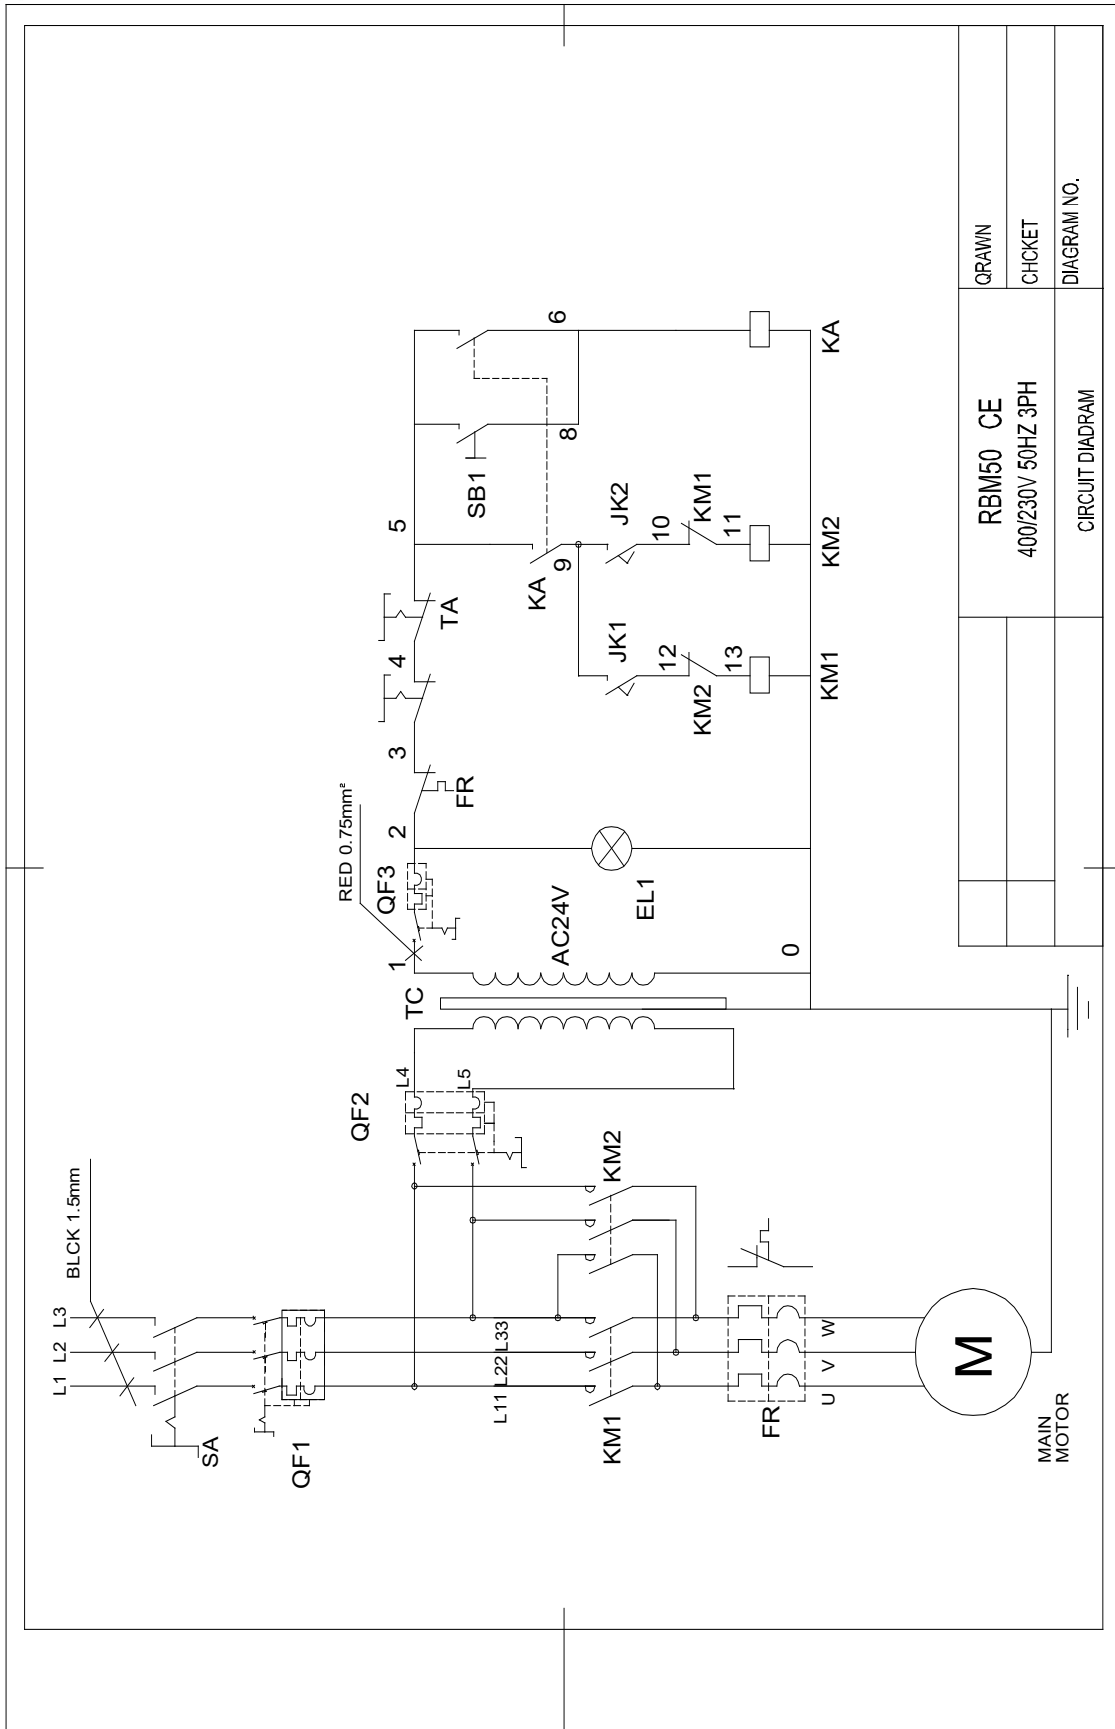 L1
L2
L3
BLCK 1.5mm
SA
QF1
L11
L22
L33
KM1
KM2
FR
U
V
W
M
MAIN
MOTOR
QF2
L4
L5
TC
AC24V
0
1
RED 0.75mm²
QF3
2
EL1
FR
3
4
TA
5
SB1
8
6
KA
9
JK1
JK2
12
10
KM2
KM1
13
11
KM1
KM2
KA
RBM50 CE
400/230V 50HZ 3PH
CIRCUIT DIADRAM
QRAWN
CHCKET
DIAGRAM NO.